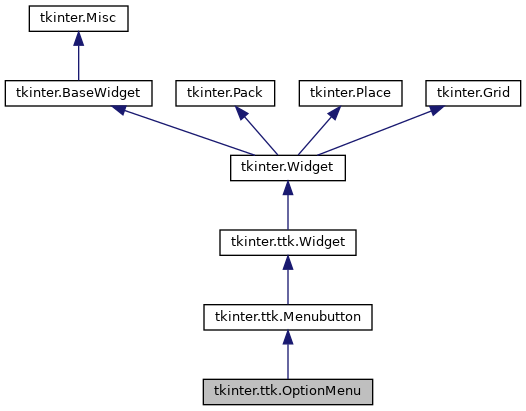 tkinter.Misc
tkinter.BaseWidget
tkinter.Pack
tkinter.Place
tkinter.Grid
tkinter.Widget
tkinter.ttk.Widget
tkinter.ttk.Menubutton
tkinter.ttk.OptionMenu